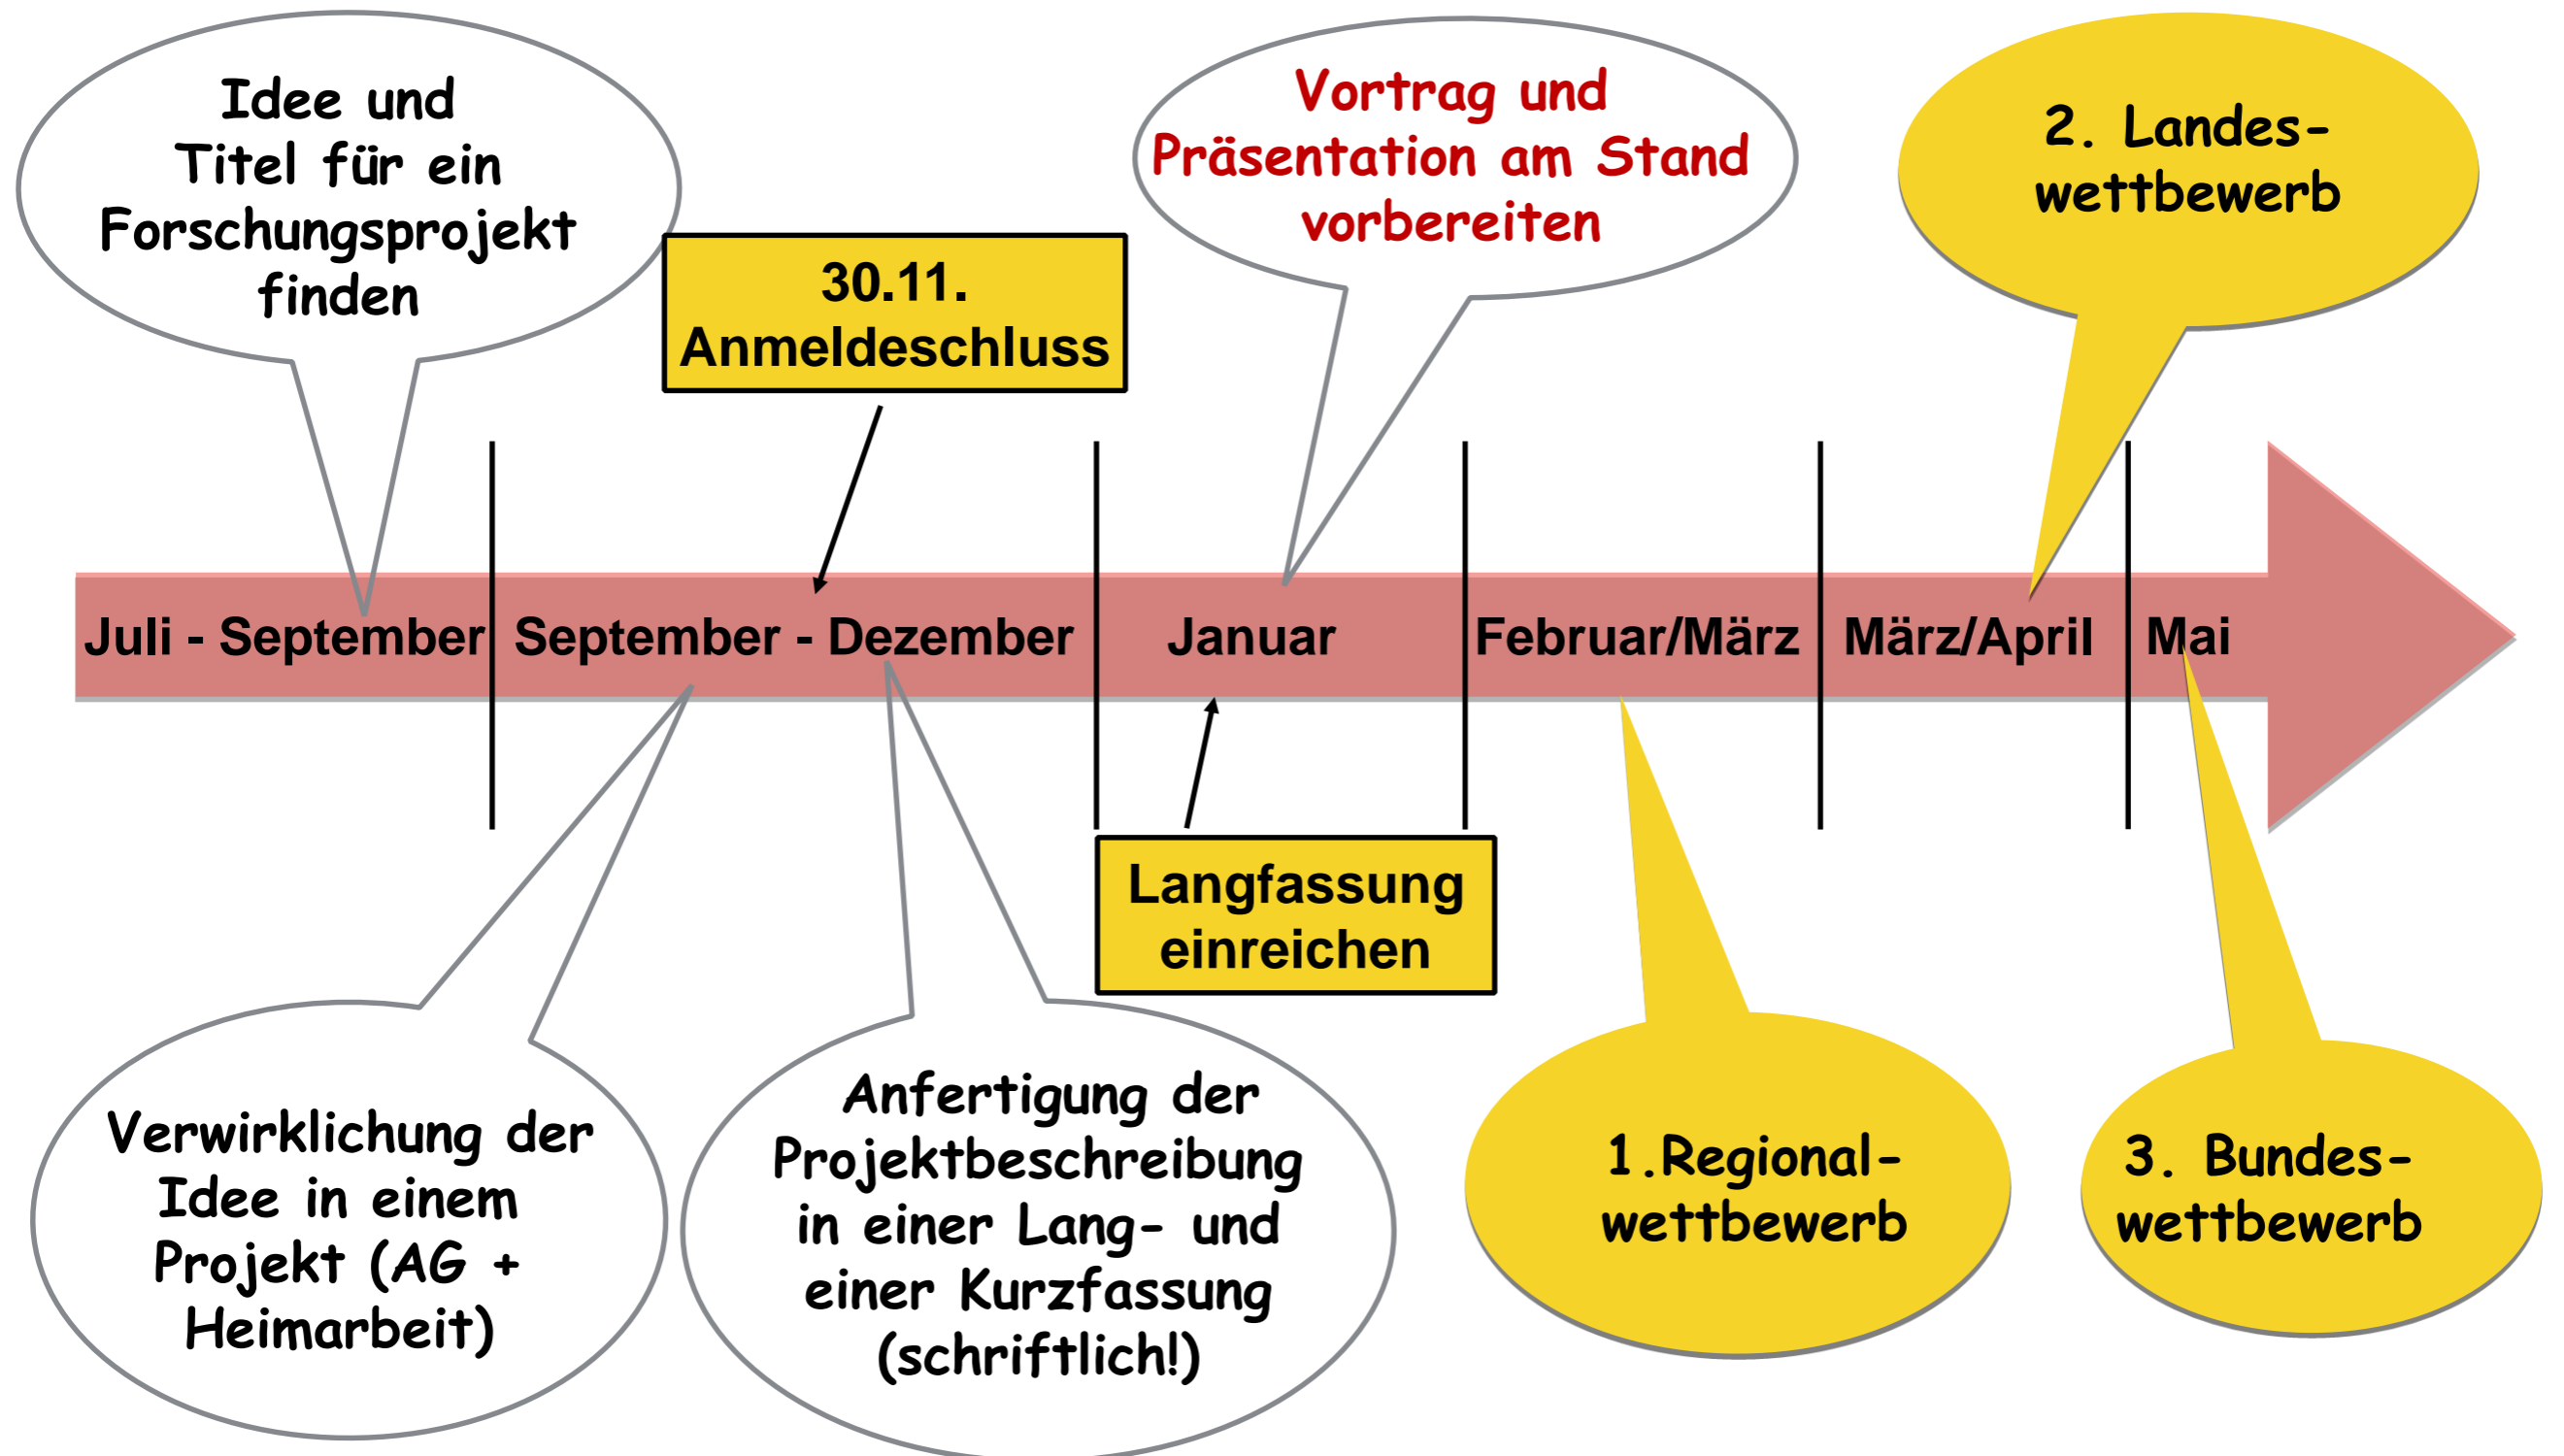 Idee und
Titel für ein
Forschungsprojekt
finden
30.11.
Anmeldeschluss
Vortrag und
Präsentation am Stand
vorbereiten
2. Landes-
wettbewerb
Juli - September
September - Dezember
Januar
Februar/März
März/April
Mai
Verwirklichung der
Idee in einem
Projekt (AG +
Heimarbeit)
Anfertigung der
Projektbeschreibung
in einer Lang- und
einer Kurzfassung
(schriftlich!)
Langfassung
einreichen
1.Regional-
wettbewerb
3. Bundes-
wettbewerb